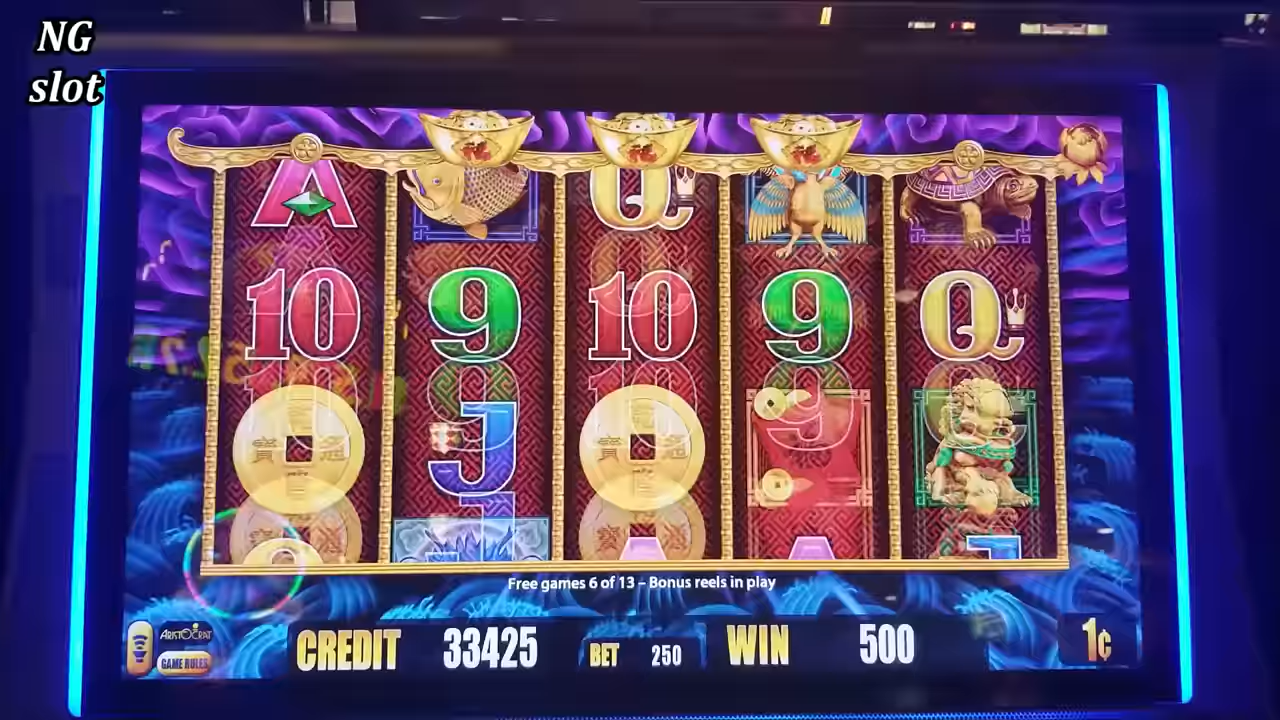 NG
slot
A
Q
10
9
10
9
Q
J
Free games 6 of 13 – Bonus reels in play
ARISTOCRAT
GAME RULES
CREDIT 33425 BET 250 WIN 500 1¢